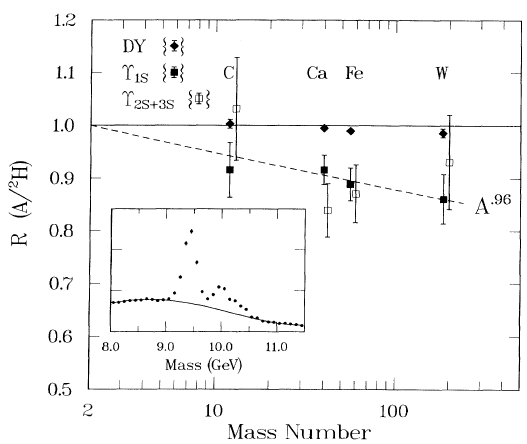 1.2
1.1
1.0
0.9
0.8
0.7
0.6
0.5
R (A/²H)
DY
ϒ1S
ϒ2S+3S
C
Ca
Fe
W
A.96
8.0 9.0 10.0 11.0
Mass (GeV)
2 10 100
Mass Number